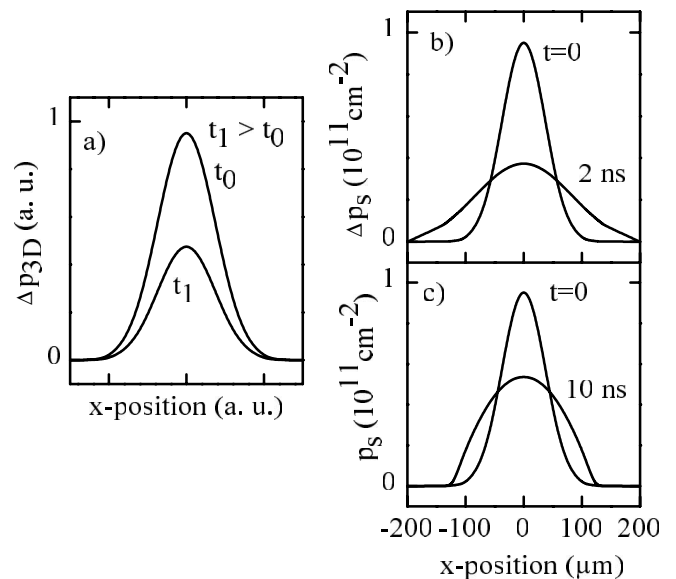 a)
t1 > t0
t0
t1
1
0
Δp3D (a. u.)
x-position (a. u.)
b)
t=0
2 ns
1
0
Δps (10^11cm^-2)
c)
t=0
10 ns
1
0
ps (10^11cm^-2)
-200 -100 0 100 200
x-position (µm)